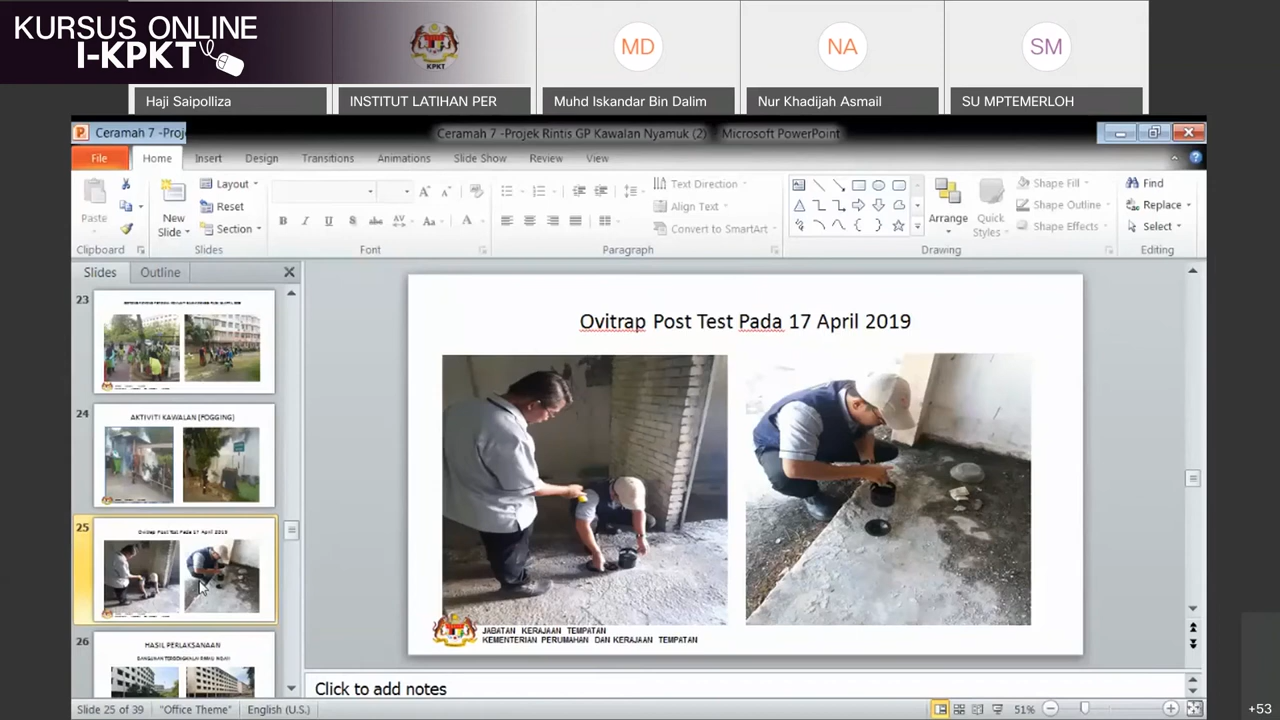 KURSUS ONLINE
I-KPKT
KPKT
MD
NA
SM
Haji Saipolliza
INSTITUT LATIHAN PER
Muhd Iskandar Bin Dalim
Nur Khadijah Asmail
SU MPTEMERLOH
Ceramah 7 -Proje
Ceramah 7 -Projek Rintis GP Kawalan Nyamuk (2) - Microsoft PowerPoint
File
Home
Insert
Design
Transitions
Animations
Slide Show
Review
View
Paste
New Slide
Layout
Reset
Section
B I U S abc AV Aa A
Text Direction
Align Text
Convert to SmartArt
Arrange
Quick Styles
Shape Fill
Shape Outline
Shape Effects
Find
Replace
Select
Clipboard
Slides
Font
Paragraph
Drawing
Editing
Slides
Outline
23
24
AKTIVITI KAWALAN (FOGGING)
25
Ovitrap Post Test Pada 17 April 2019
26
HASIL PERLAKSANAAN
Ovitrap Post Test Pada 17 April 2019
JABATAN KERAJAAN TEMPATAN
KEMENTERIAN PERUMAHAN DAN KERAJAAN TEMPATAN
Click to add notes
Slide 25 of 39
"Office Theme"
English (U.S.)
51%
+53